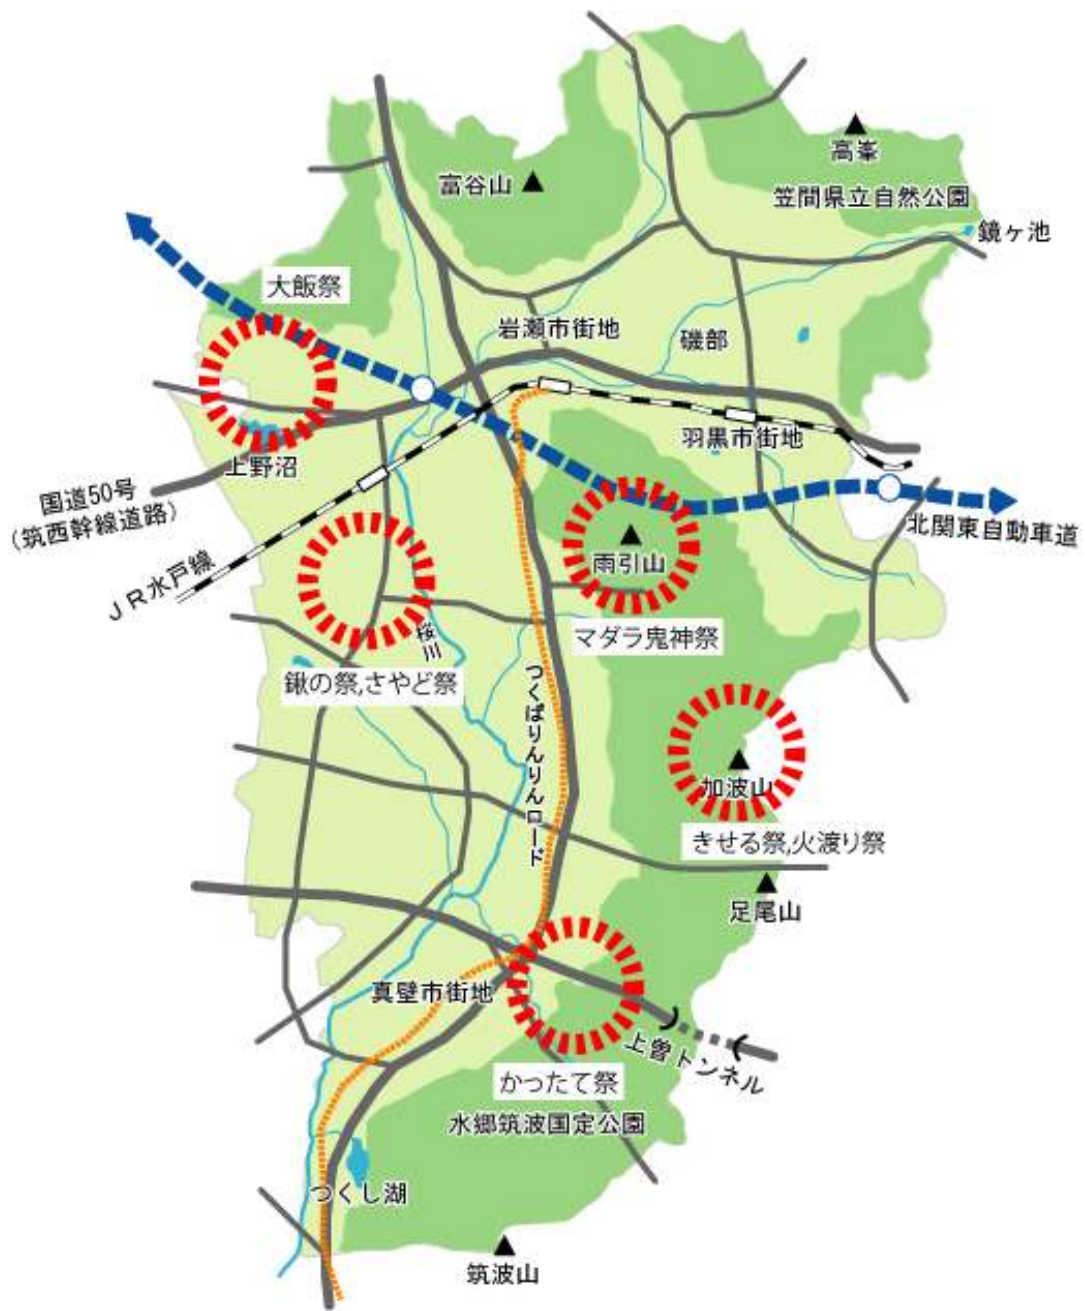 高峯
富谷山
笠間県立自然公園
鏡ヶ池
大飯祭
岩瀬市街地
磯部
羽黒市街地
上野沼
国道50号
(筑西幹線道路)
北関東自動車道
JR水戸線
雨引山
桜川
マダラ鬼神祭
鍬の祭,さやど祭
つくばりんりんロード
加波山
きせる祭,火渡り祭
足尾山
真壁市街地
上曽トンネル
かったて祭
水郷筑波国定公園
つくし湖
筑波山